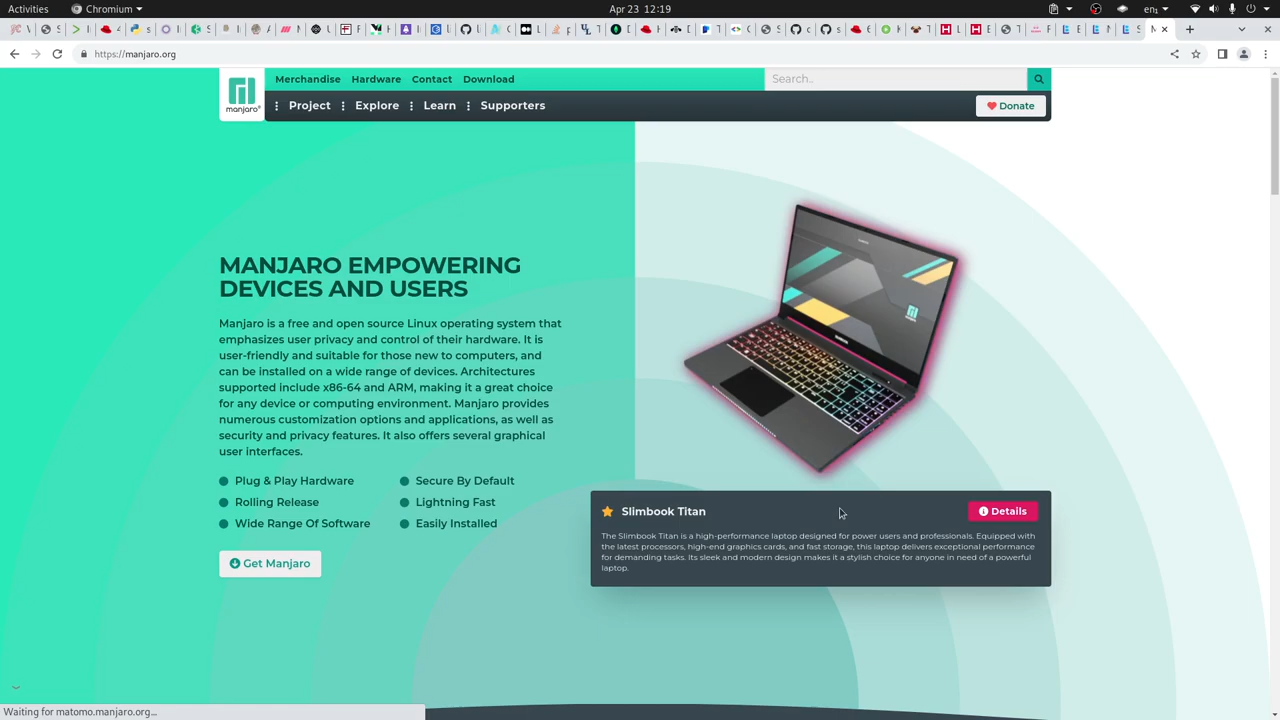 Activities
Chromium
Apr 23 12:19
en
https://manjaro.org
manjaro
Merchandise Hardware Contact Download
Search..
Project Explore Learn Supporters
Donate
MANJARO EMPOWERING
DEVICES AND USERS
Manjaro is a free and open source Linux operating system that
emphasizes user privacy and control of their hardware. It is
user-friendly and suitable for those new to computers, and
can be installed on a wide range of devices. Architectures
supported include x86-64 and ARM, making it a great choice
for any device or computing environment. Manjaro provides
numerous customization options and applications, as well as
security and privacy features. It also offers several graphical
user interfaces.
Plug & Play Hardware
Secure By Default
Rolling Release
Lightning Fast
Wide Range Of Software
Easily Installed
Get Manjaro
Slimbook Titan
Details
The Slimbook Titan is a high-performance laptop designed for power users and professionals. Equipped with
the latest processors, high-end graphics cards, and fast storage, this laptop delivers exceptional performance
for demanding tasks. Its sleek and modern design makes it a stylish choice for anyone in need of a powerful
laptop.
Waiting for matomo.manjaro.org...